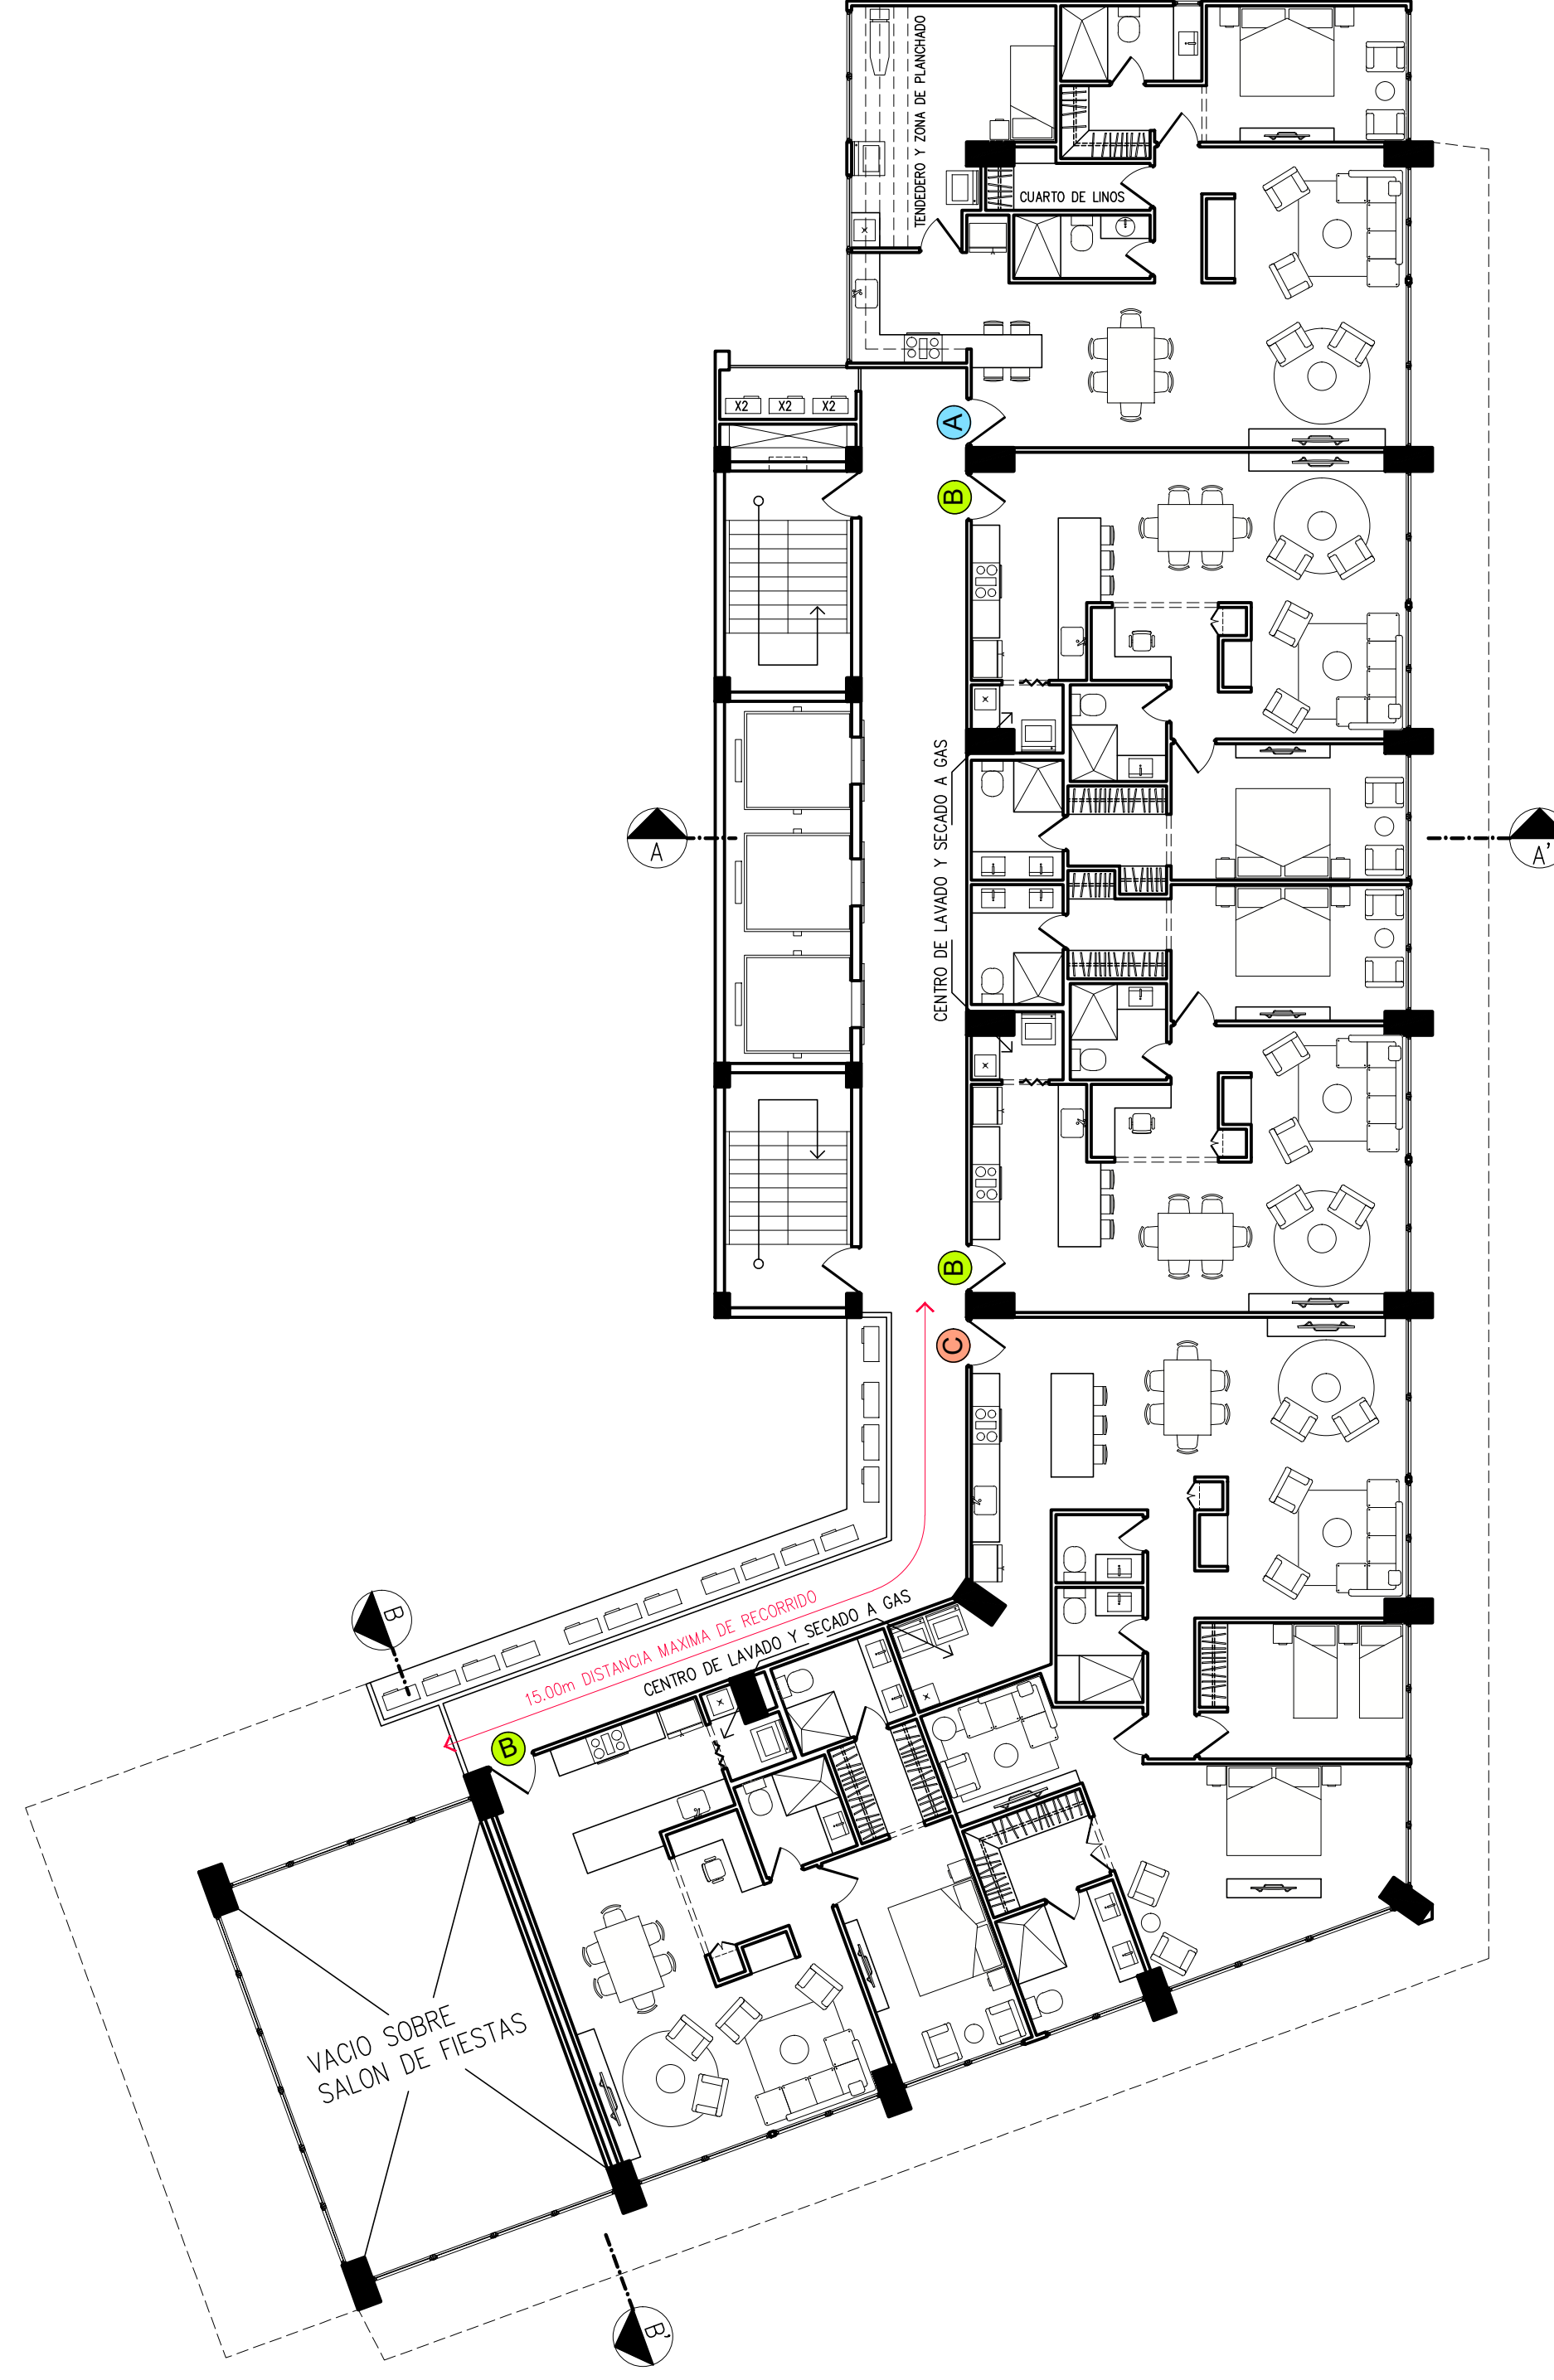 TENDEDERO Y ZONA DE PLANCHADO
CUARTO DE LINOS
X2 X2 X2
A
B
CENTRO DE LAVADO Y SECADO A GAS
A
A'
B
C
15.00m DISTANCIA MAXIMA DE RECORRIDO
CENTRO DE LAVADO Y SECADO A GAS
B
B
VACIO SOBRE
SALON DE FIESTAS
B'